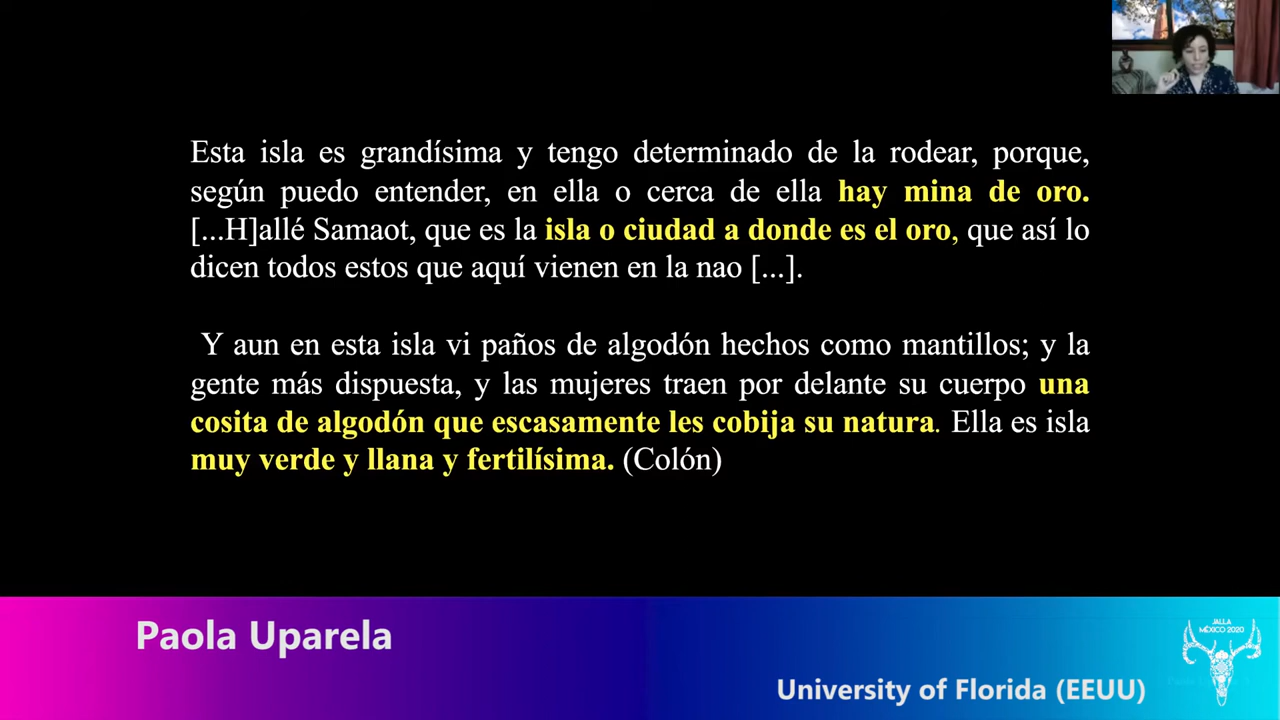 Esta isla es grandísima y tengo determinado de la rodear, porque,
según puedo entender, en ella o cerca de ella hay mina de oro.
[...H]allé Samaot, que es la isla o ciudad a donde es el oro, que así lo
dicen todos estos que aquí vienen en la nao [...].
Y aun en esta isla vi paños de algodón hechos como mantillos; y la
gente más dispuesta, y las mujeres traen por delante su cuerpo una
cosita de algodón que escasamente les cobija su natura. Ella es isla
muy verde y llana y fertilísima. (Colón)
Paola Uparela
University of Florida (EEUU)
JALLA
MÉXICO 2020